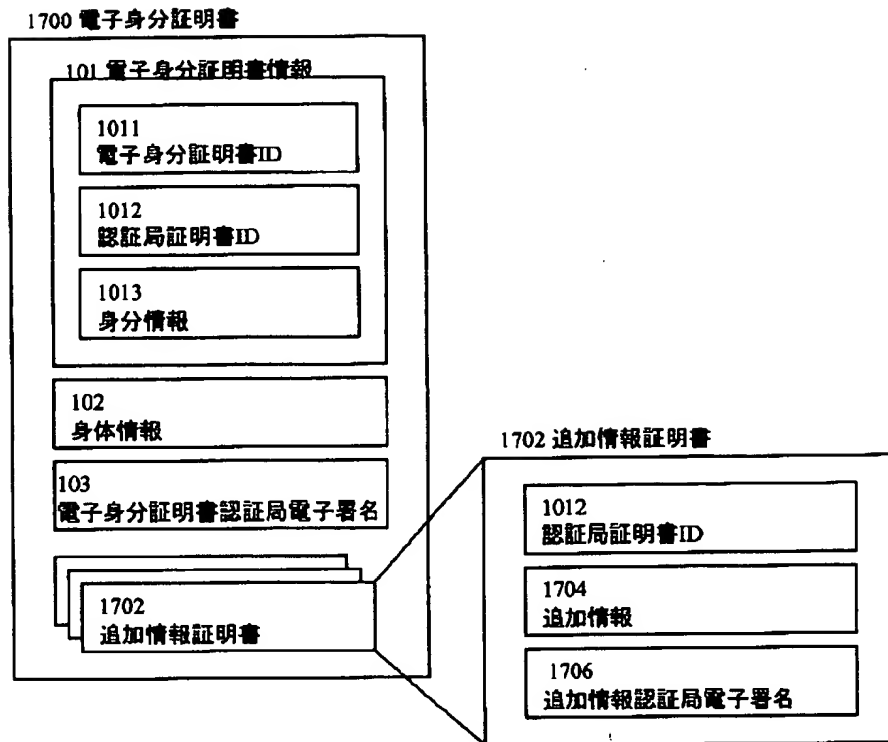 1700 電子身分証明書
101 電子身分証明書情報
1011
電子身分証明書ID
1012
認証局証明書ID
1013
身分情報
102
身体情報
103
電子身分証明書認証局電子署名
1702
追加情報証明書
1702 追加情報証明書
1012
認証局証明書ID
1704
追加情報
1706
追加情報認証局電子署名